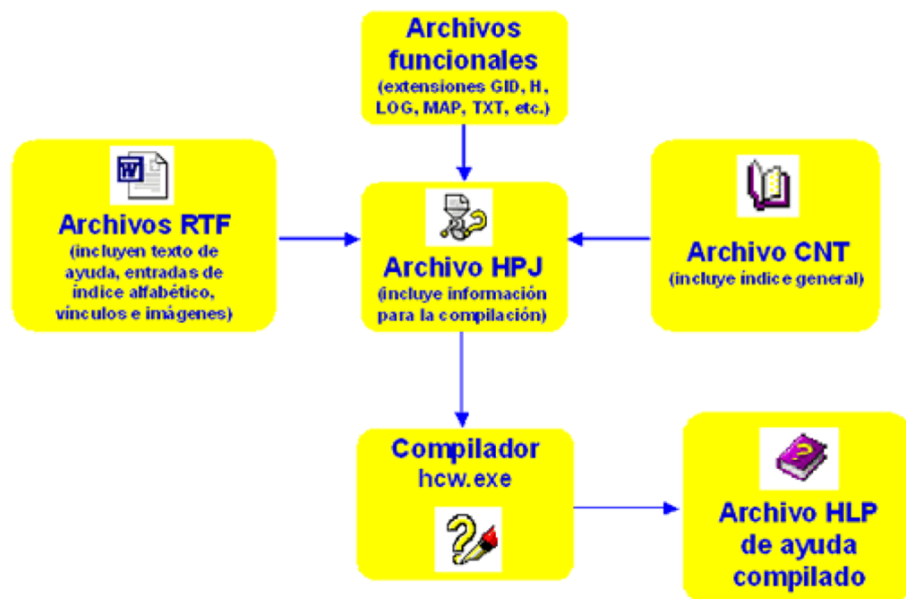 Archivos
funcionales
(extensiones GID, H,
LOG, MAP, TXT, etc.)
Archivos RTF
(incluyen texto de
ayuda, entradas de
índice alfabético,
vínculos e imágenes)
Archivo HPJ
(incluye información
para la compilación)
Archivo CNT
(incluye índice general)
Compilador
hcw.exe
Archivo HLP
de ayuda
compilado